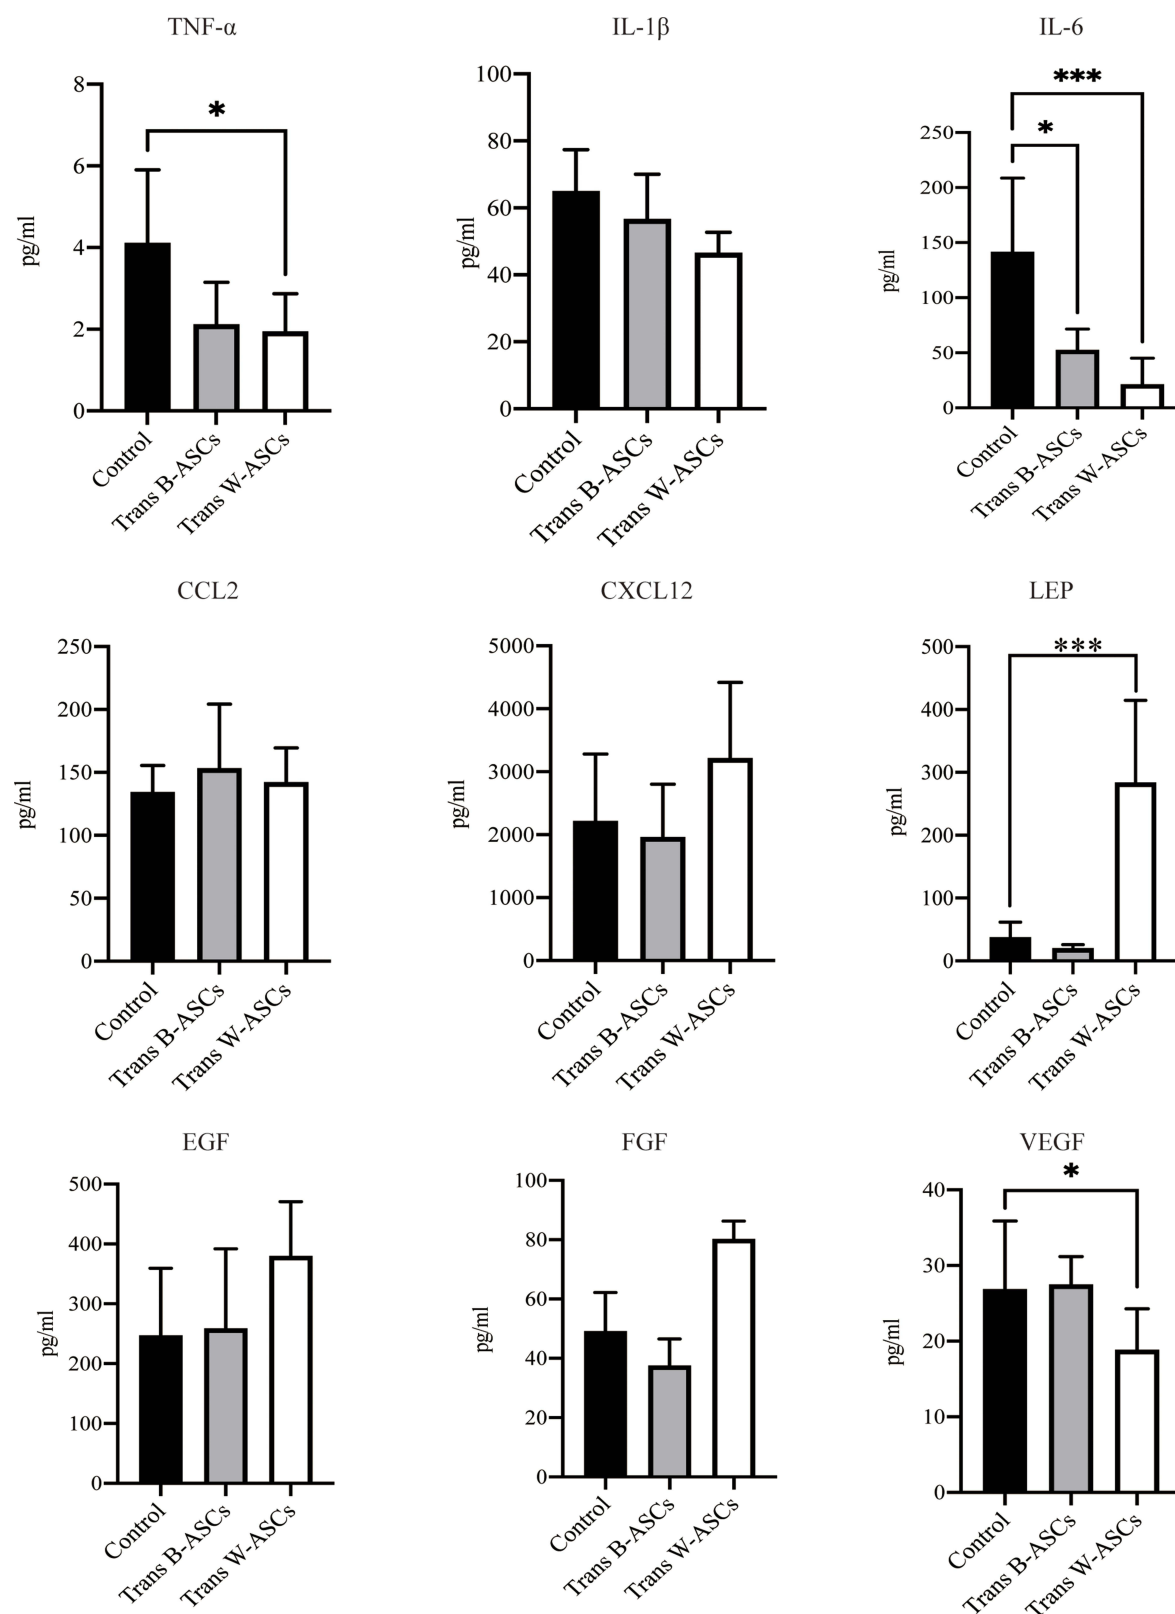 TNF-α
IL-1β
IL-6
8
6
4
2
0
pg/ml
*
Control
Trans B-ASCs
Trans W-ASCs
100
80
60
40
20
0
pg/ml
Control
Trans B-ASCs
Trans W-ASCs
250
200
150
100
50
0
pg/ml
***
*
Control
Trans B-ASCs
Trans W-ASCs
CCL2
CXCL12
LEP
250
200
150
100
50
0
pg/ml
Control
Trans B-ASCs
Trans W-ASCs
5000
4000
3000
2000
1000
0
pg/ml
Control
Trans B-ASCs
Trans W-ASCs
500
400
300
200
100
0
pg/ml
***
Control
Trans B-ASCs
Trans W-ASCs
EGF
FGF
VEGF
500
400
300
200
100
0
pg/ml
Control
Trans B-ASCs
Trans W-ASCs
100
80
60
40
20
0
pg/ml
Control
Trans B-ASCs
Trans W-ASCs
40
30
20
10
0
pg/ml
*
Control
Trans B-ASCs
Trans W-ASCs